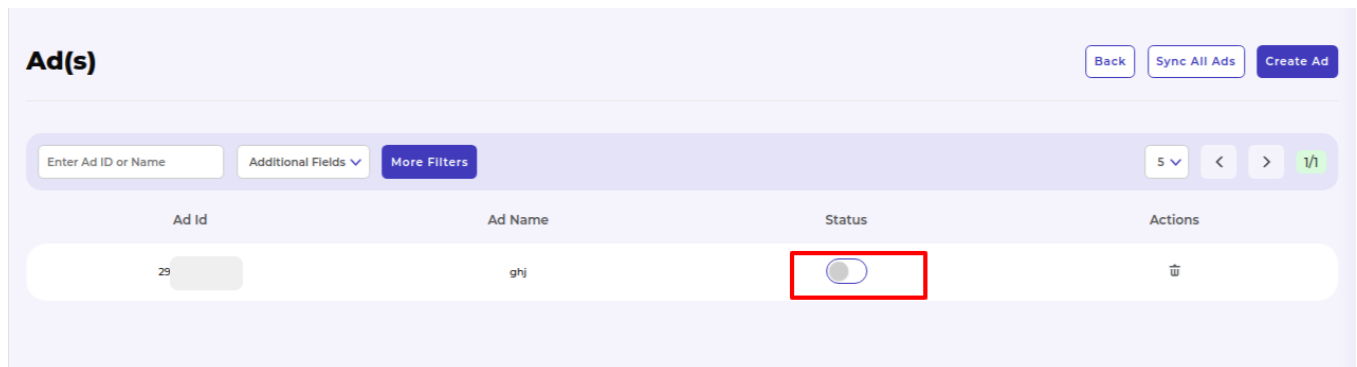 Ad(s)
Back Sync All Ads Create Ad
Enter Ad ID or Name Additional Fields More Filters 5 1/1
Ad Id Ad Name Status Actions
29 ghj